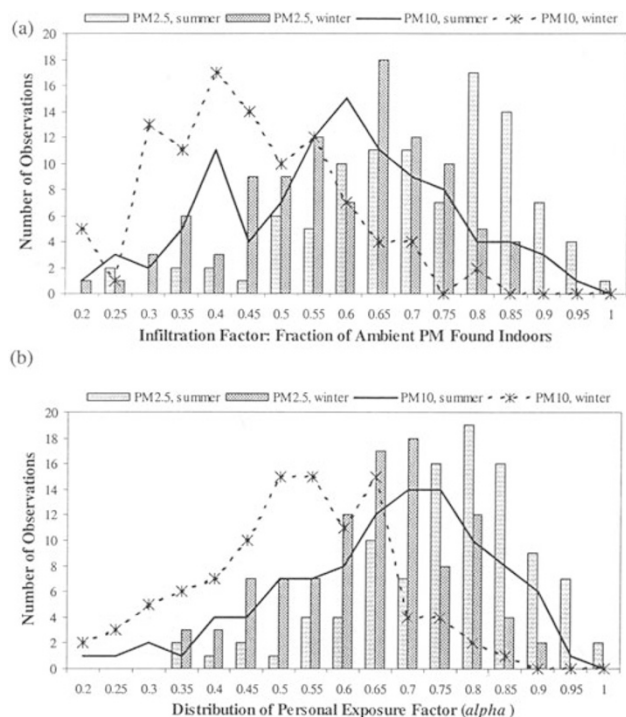 (a)
PM2.5, summer PM2.5, winter PM10, summer PM10, winter
20
18
16
14
12
10
8
6
4
2
0
Number of Observations
0.2 0.25 0.3 0.35 0.4 0.45 0.5 0.55 0.6 0.65 0.7 0.75 0.8 0.85 0.9 0.95 1
Infiltration Factor: Fraction of Ambient PM Found Indoors
(b)
PM2.5, summer PM2.5, winter PM10, summer PM10, winter
20
18
16
14
12
10
8
6
4
2
0
Number of Observations
0.2 0.25 0.3 0.35 0.4 0.45 0.5 0.55 0.6 0.65 0.7 0.75 0.8 0.85 0.9 0.95 1
Distribution of Personal Exposure Factor (alpha )